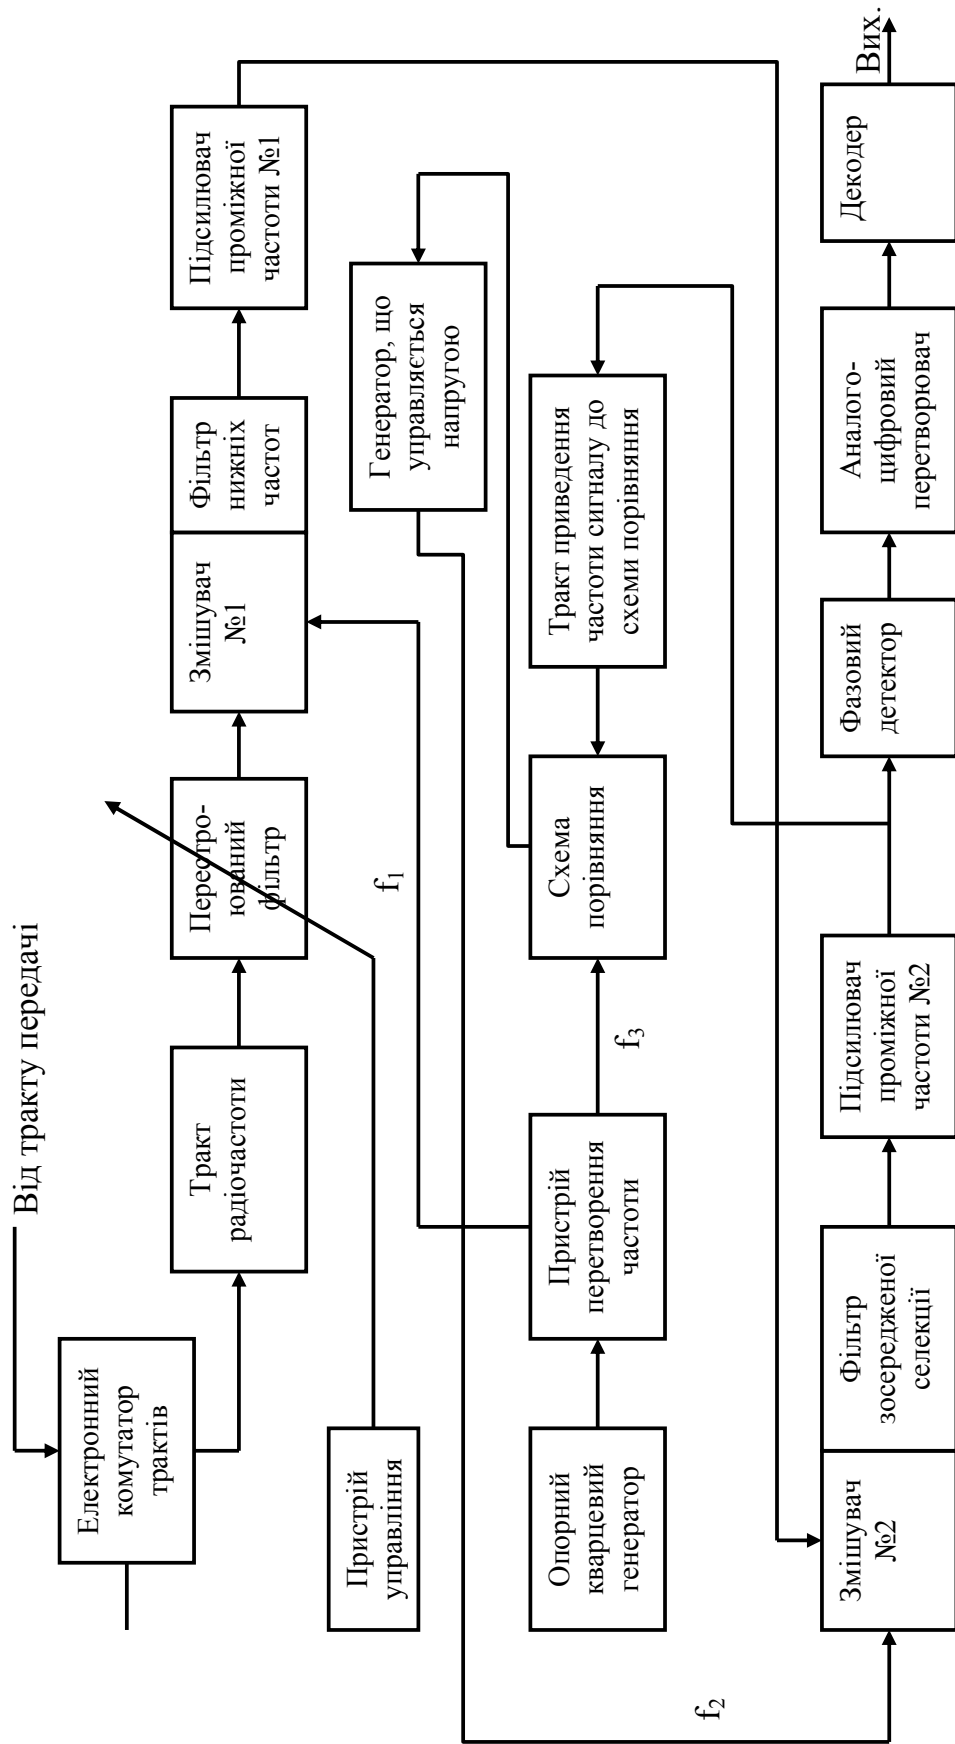 Від тракту передачі
Електронний
комутатор
трактів
Тракт
радіочастоти
Перестро-
юваний
фільтр
Змішувач
№1
Фільтр
нижніх
частот
Підсилювач
проміжної
частоти №1
Пристрій
управління
f₁
Генератор, що
управляється
напругою
Опорний
кварцевий
генератор
Пристрій
перетворення
частоти
f₃
Схема
порівняння
Тракт приведення
частоти сигналу до
схеми порівняння
f₂
Змішувач
№2
Фільтр
зосередженої
селекції
Підсилювач
проміжної
частоти №2
Фазовий
детектор
Аналого-
цифровий
перетворювач
Декодер
Вих.